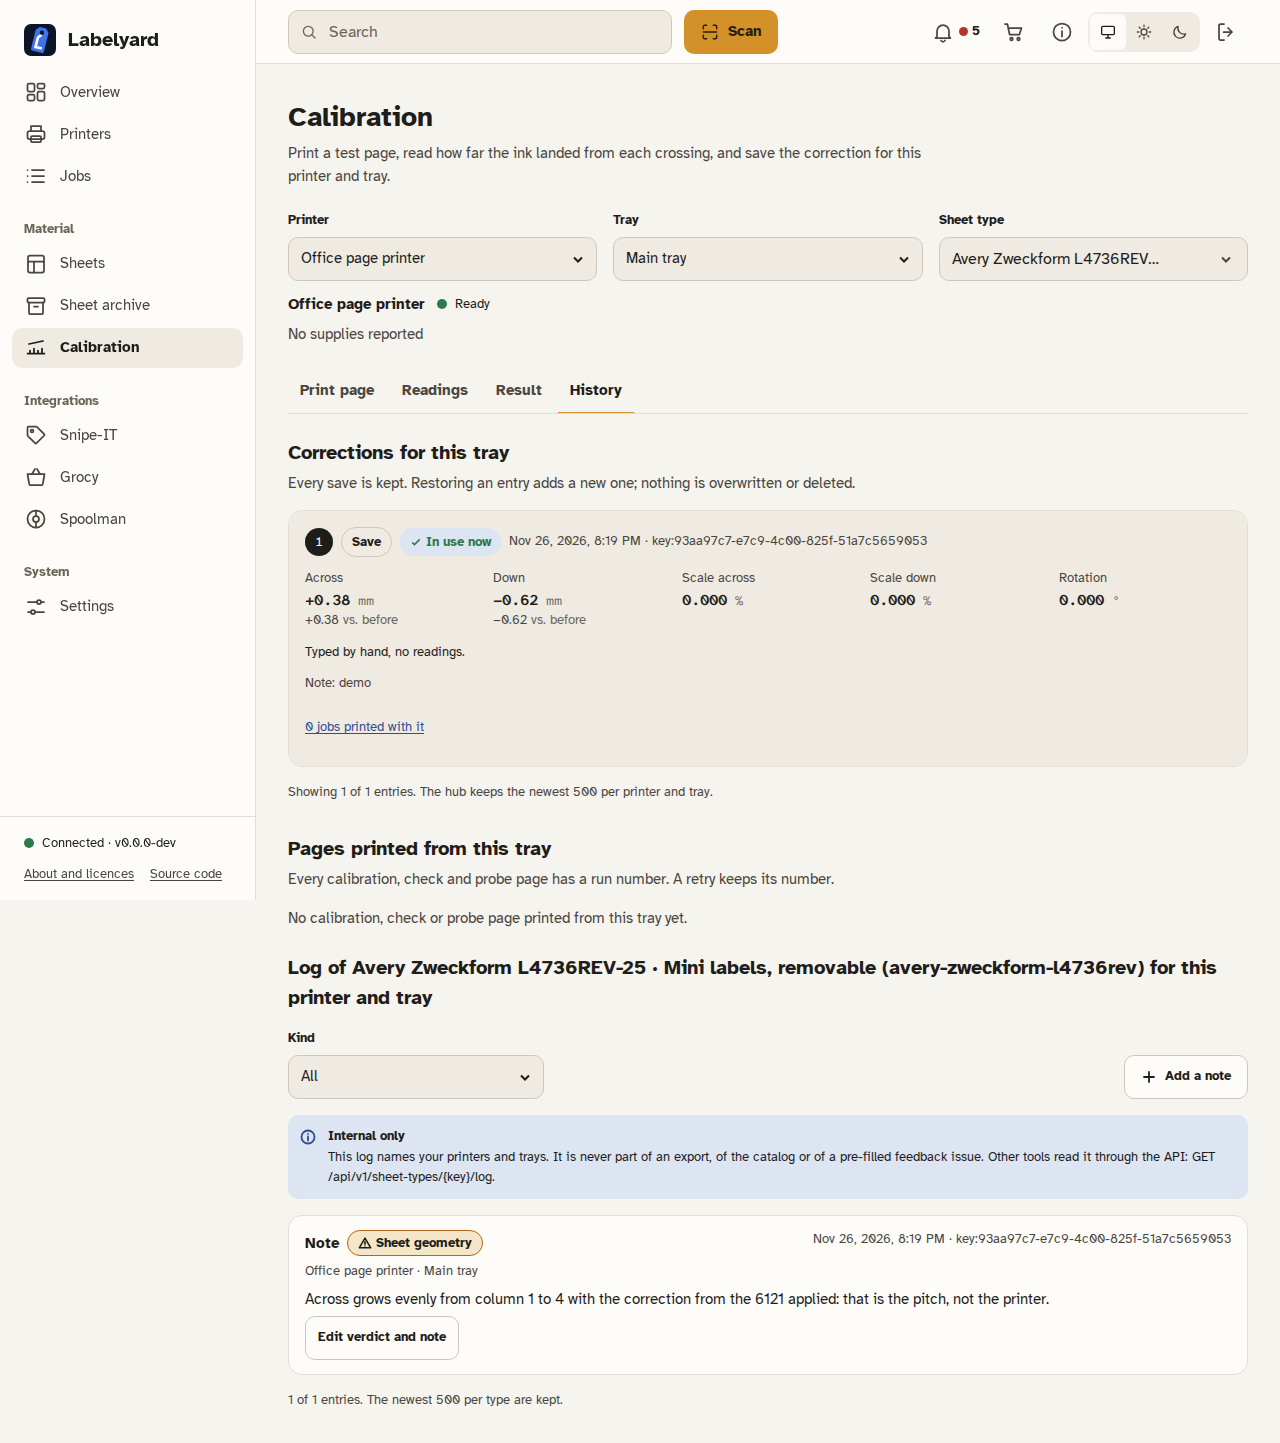 Labelyard
Search
Scan
5
Overview
Printers
Jobs
Material
Sheets
Sheet archive
Calibration
Integrations
Snipe-IT
Grocy
Spoolman
System
Settings
Connected · v0.0.0-dev
About and licences Source code
Calibration
Print a test page, read how far the ink landed from each crossing, and save the correction for this
printer and tray.
Printer
Office page printer
Tray
Main tray
Sheet type
Avery Zweckform L4736REV...
Office page printer Ready
No supplies reported
Print page Readings Result History
Corrections for this tray
Every save is kept. Restoring an entry adds a new one; nothing is overwritten or deleted.
1 Save In use now Nov 26, 2026, 8:19 PM · key:93aa97c7-e7c9-4c00-825f-51a7c5659053
Across Down Scale across Scale down Rotation
+0.38 mm −0.62 mm 0.000 % 0.000 % 0.000 °
+0.38 vs. before −0.62 vs. before
Typed by hand, no readings.
Note: demo
0 jobs printed with it
Showing 1 of 1 entries. The hub keeps the newest 500 per printer and tray.
Pages printed from this tray
Every calibration, check and probe page has a run number. A retry keeps its number.
No calibration, check or probe page printed from this tray yet.
Log of Avery Zweckform L4736REV-25 · Mini labels, removable (avery-zweckform-l4736rev) for this
printer and tray
Kind
All
Add a note
Internal only
This log names your printers and trays. It is never part of an export, of the catalog or of a pre-filled feedback issue. Other tools read it through the API: GET
/api/v1/sheet-types/{key}/log.
Note Sheet geometry Nov 26, 2026, 8:19 PM · key:93aa97c7-e7c9-4c00-825f-51a7c5659053
Office page printer · Main tray
Across grows evenly from column 1 to 4 with the correction from the 6121 applied: that is the pitch, not the printer.
Edit verdict and note
1 of 1 entries. The newest 500 per type are kept.